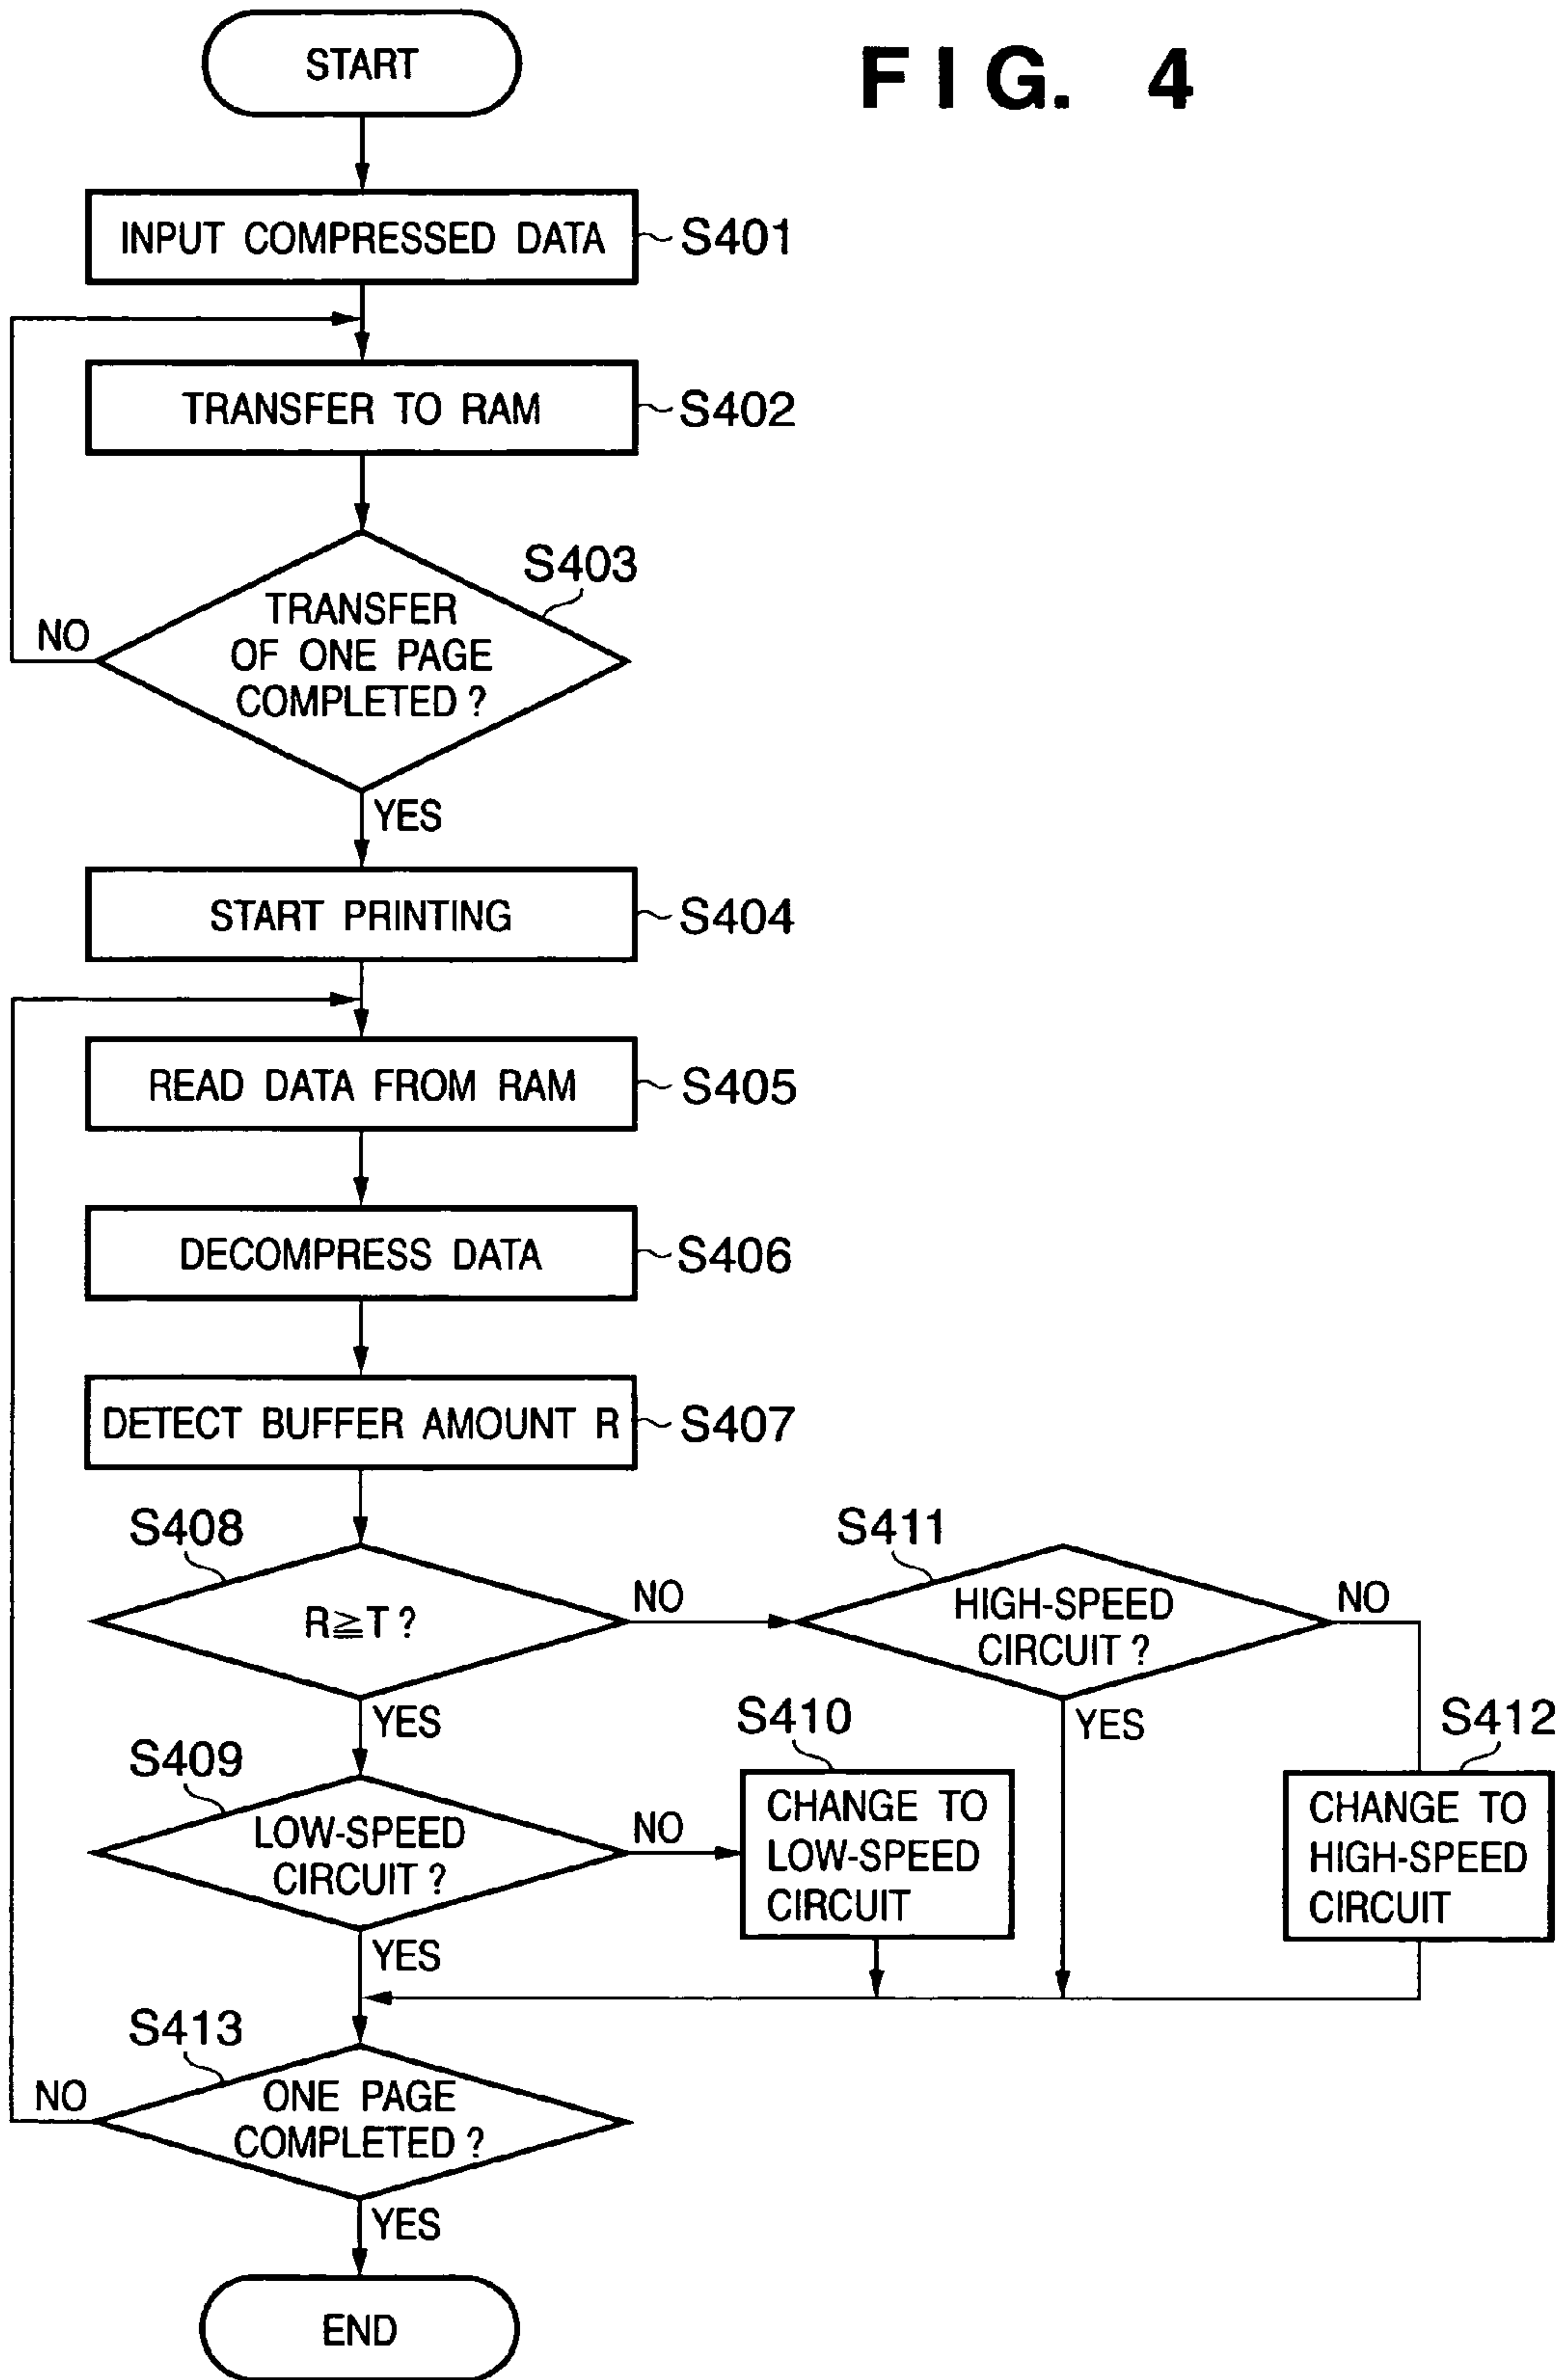 FIG. 4
START
INPUT COMPRESSED DATA
S401
TRANSFER TO RAM
S402
S403
TRANSFER
OF ONE PAGE
COMPLETED ?
NO
YES
START PRINTING
S404
READ DATA FROM RAM
S405
DECOMPRESS DATA
S406
DETECT BUFFER AMOUNT R
S407
S408
R≧T ?
NO
YES
S411
HIGH-SPEED
CIRCUIT ?
NO
YES
S409
LOW-SPEED
CIRCUIT ?
NO
YES
S410
CHANGE TO
LOW-SPEED
CIRCUIT
S412
CHANGE TO
HIGH-SPEED
CIRCUIT
S413
ONE PAGE
COMPLETED ?
NO
YES
END